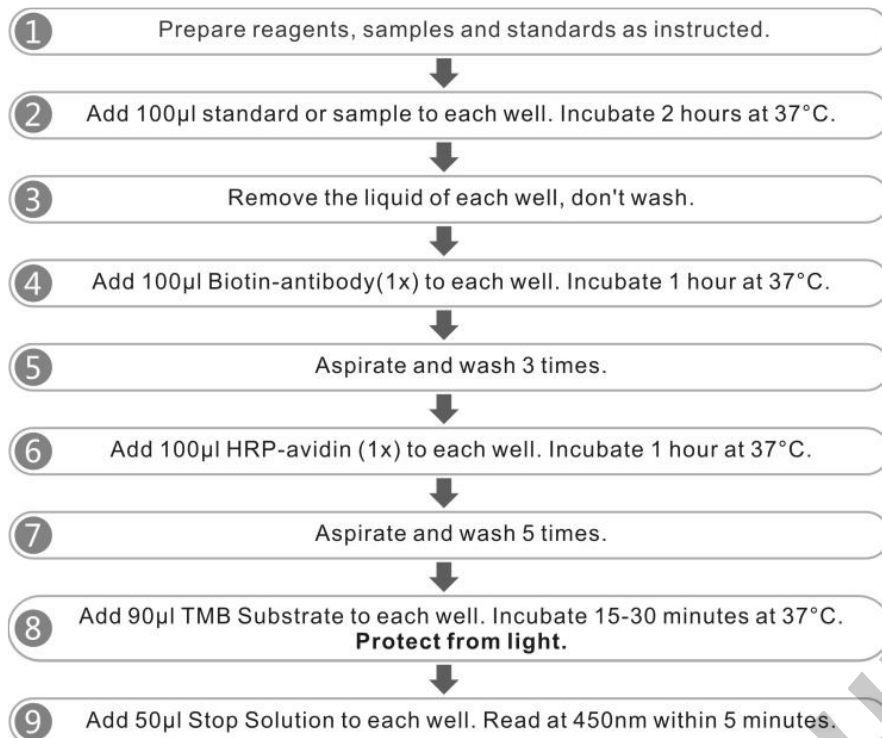 1 Prepare reagents, samples and standards as instructed.
2 Add 100µl standard or sample to each well. Incubate 2 hours at 37°C.
3 Remove the liquid of each well, don't wash.
4 Add 100µl Biotin-antibody(1x) to each well. Incubate 1 hour at 37°C.
5 Aspirate and wash 3 times.
6 Add 100µl HRP-avidin (1x) to each well. Incubate 1 hour at 37°C.
7 Aspirate and wash 5 times.
8 Add 90µl TMB Substrate to each well. Incubate 15-30 minutes at 37°C.
Protect from light.
9 Add 50µl Stop Solution to each well. Read at 450nm within 5 minutes.